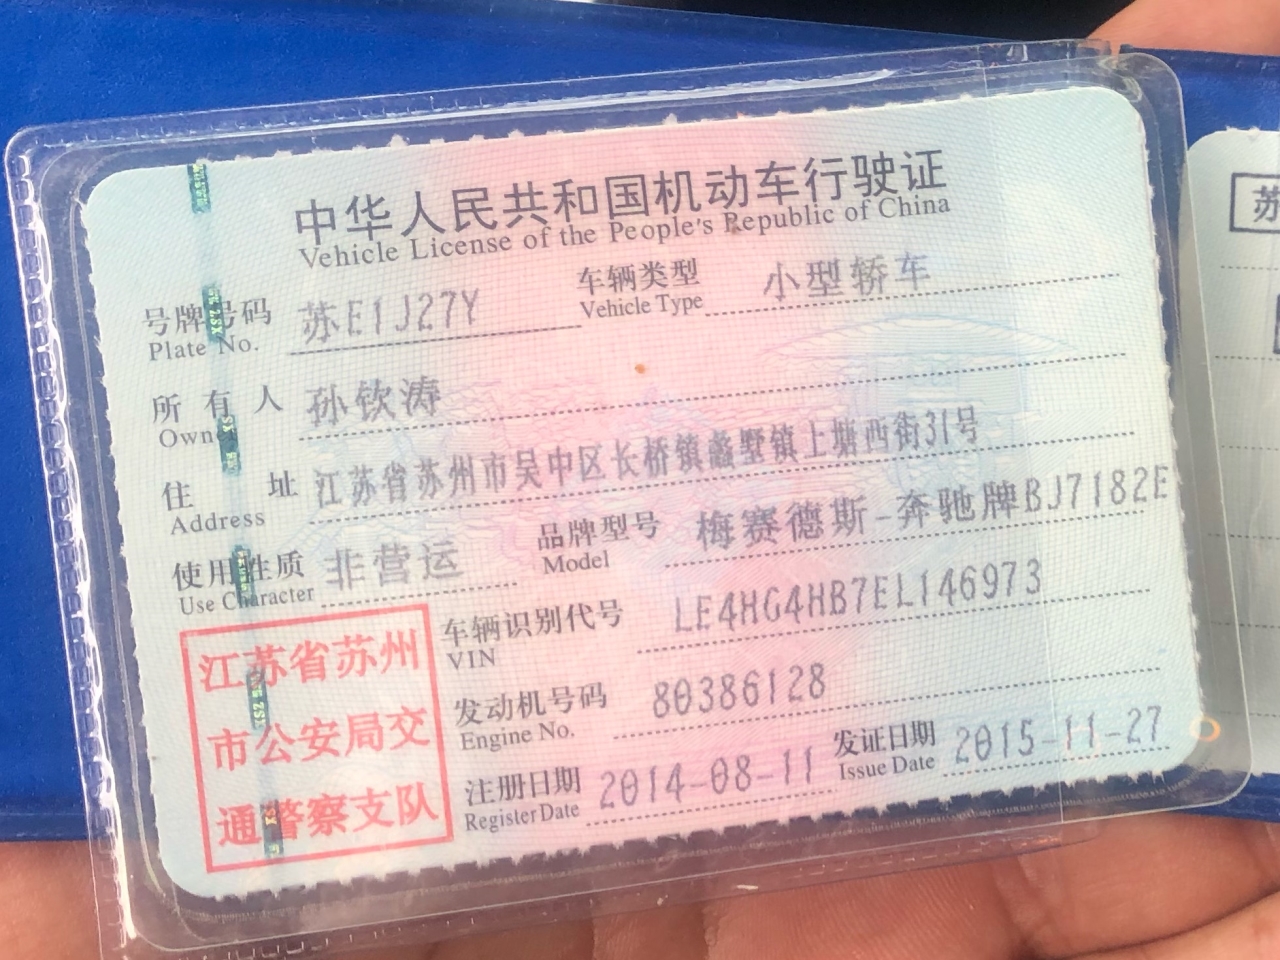 中华人民共和国机动车行驶证
Vehicle License of the People's Republic of China
号牌号码 苏E1J27Y 车辆类型 小型轿车
Plate No. Vehicle Type
所有人 孙钦涛
Owner
住址 江苏省苏州市吴中区长桥镇蠡墅镇上塘西街31号
Address
使用性质 非营运 品牌型号 梅赛德斯-奔驰牌BJ7182E
Use Character Model
车辆识别代号 LE4HG4HB7EL146973
VIN
发动机号码 80386128
Engine No.
注册日期 2014-08-11 发证日期 2015-11-27
Register Date Issue Date
江苏省苏州
市公安局交
通警察支队
苏